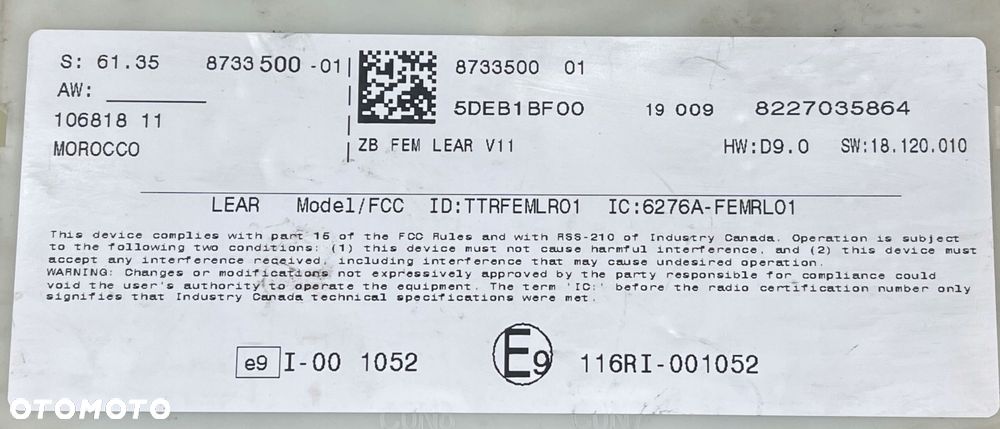 S: 61.35 8733500-01| 8733500 01
AW: ________
5DEB1BF00 19 009 8227035864
106818 11
MOROCCO | ZB FEM LEAR V11 HW:D9.0 SW:18.120.010
LEAR Model/FCC ID:TTRFEMLR01 IC:6276A-FEMRL01
This device complies with part 15 of the FCC Rules and with RSS-210 of Industry Canada. Operation is subject
to the following two conditions: (1) this device must not cause harmful interference, and (2) this device must
accept any interference received, including interference that may cause undesired operation.
WARNING: Changes or modifications not expressively approved by the party responsible for compliance could
void the user's authority to operate the equipment. The term 'IC:' before the radio certification number only
signifies that Industry Canada technical specifications were met.
e9 I-00 1052 E9 116RI-001052
OTOMOTO